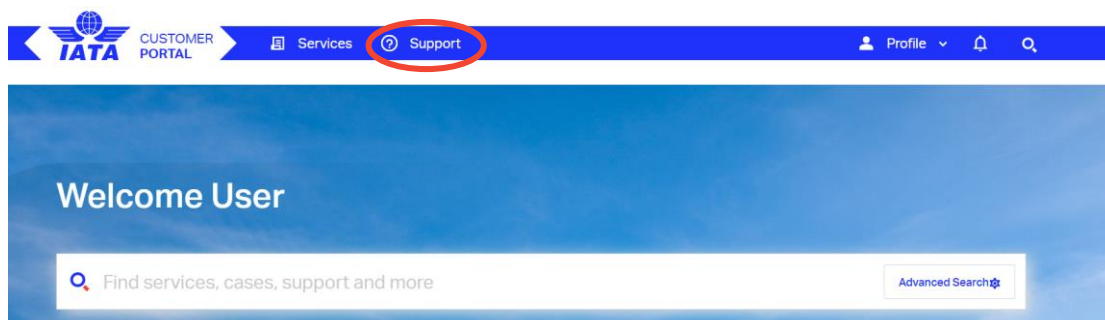 IATA
CUSTOMER
PORTAL
Services
Support
Profile
Welcome User
Find services, cases, support and more
Advanced Search